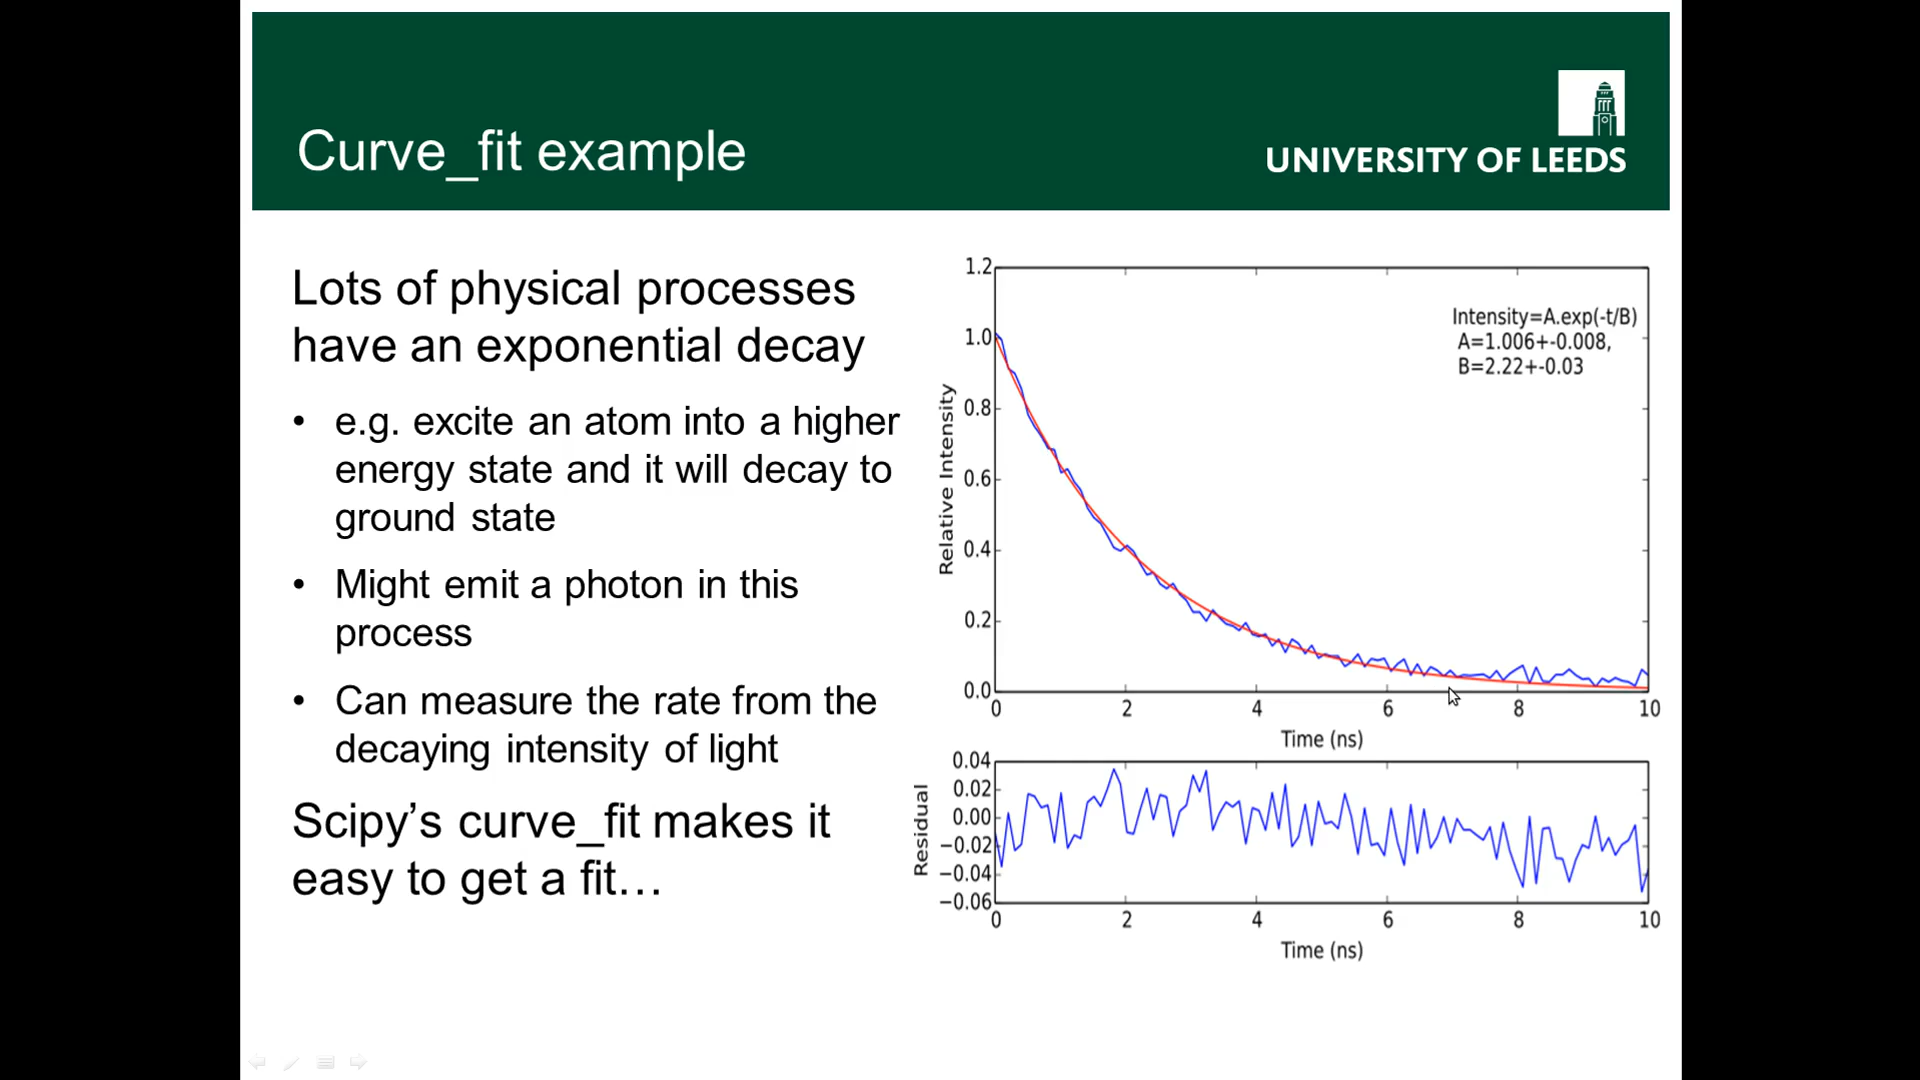 Curve_fit example
UNIVERSITY OF LEEDS
Lots of physical processes
have an exponential decay
• e.g. excite an atom into a higher
energy state and it will decay to
ground state
• Might emit a photon in this
process
• Can measure the rate from the
decaying intensity of light
Scipy’s curve_fit makes it
easy to get a fit…
1.2
1.0
0.8
0.6
0.4
0.2
0.0
Relative Intensity
Intensity=A.exp(-t/B)
A=1.006+-0.008,
B=2.22+-0.03
0 2 4 6 8 10
Time (ns)
0.04
0.02
0.00
−0.02
−0.04
−0.06
Residual
0 2 4 6 8 10
Time (ns)